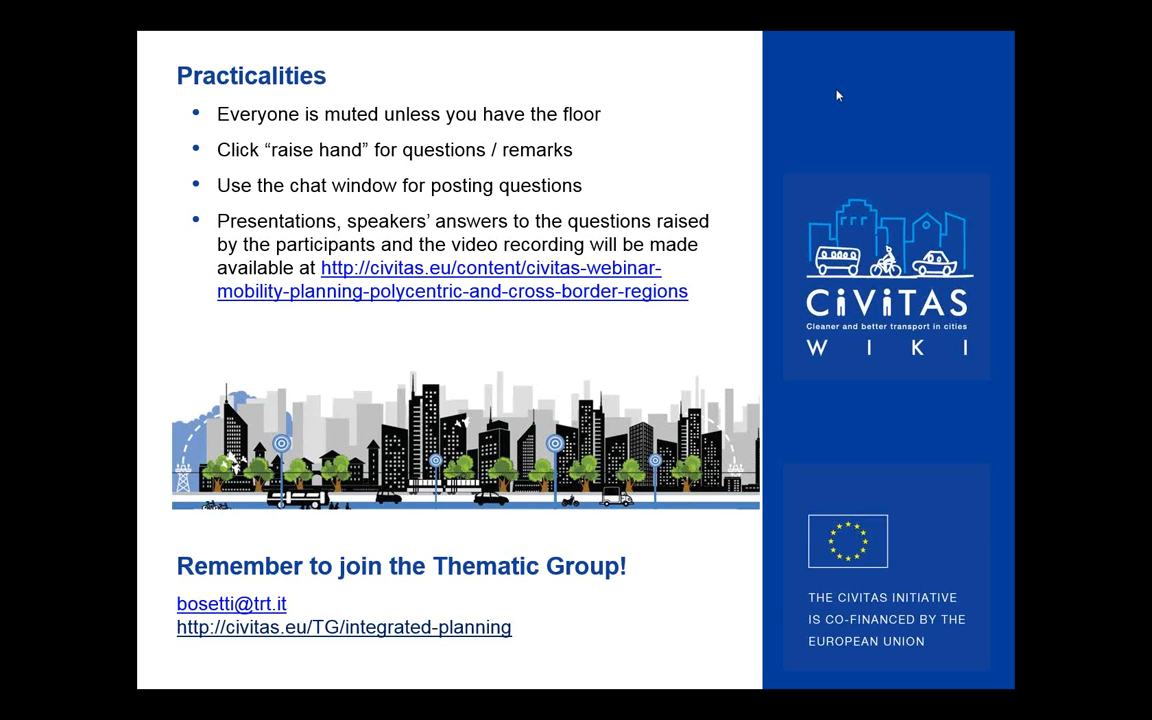 Practicalities
• Everyone is muted unless you have the floor
• Click “raise hand” for questions / remarks
• Use the chat window for posting questions
• Presentations, speakers’ answers to the questions raised
by the participants and the video recording will be made
available at http://civitas.eu/content/civitas-webinar-
mobility-planning-polycentric-and-cross-border-regions
Remember to join the Thematic Group!
bosetti@trt.it
http://civitas.eu/TG/integrated-planning
CiViTAS
Cleaner and better transport in cities
W I K I
THE CIVITAS INITIATIVE
IS CO-FINANCED BY THE
EUROPEAN UNION